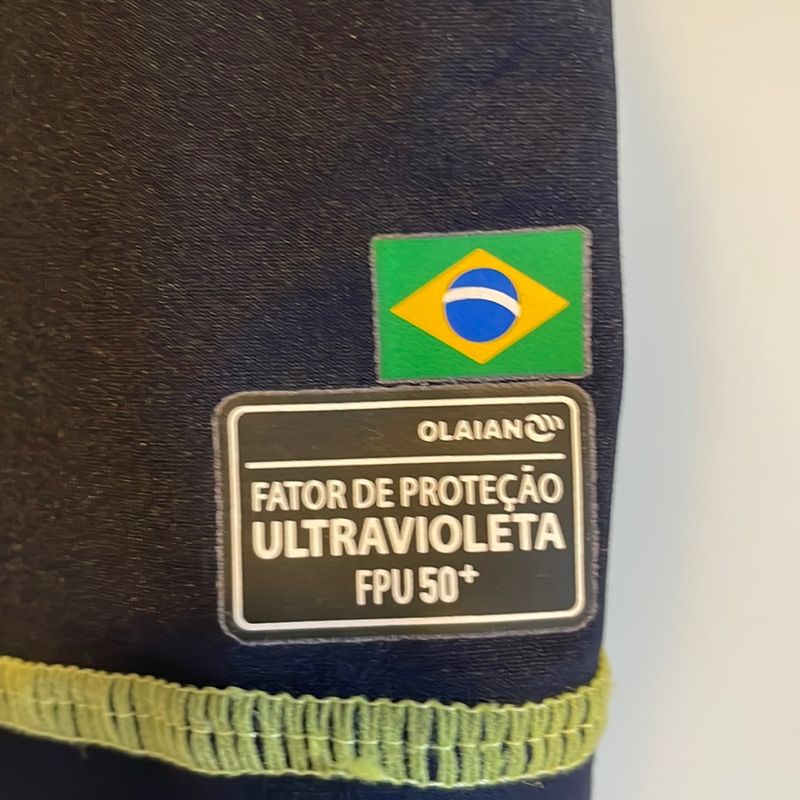 OLAIAN
FATOR DE PROTEÇÃO
ULTRAVIOLETA
FPU 50+